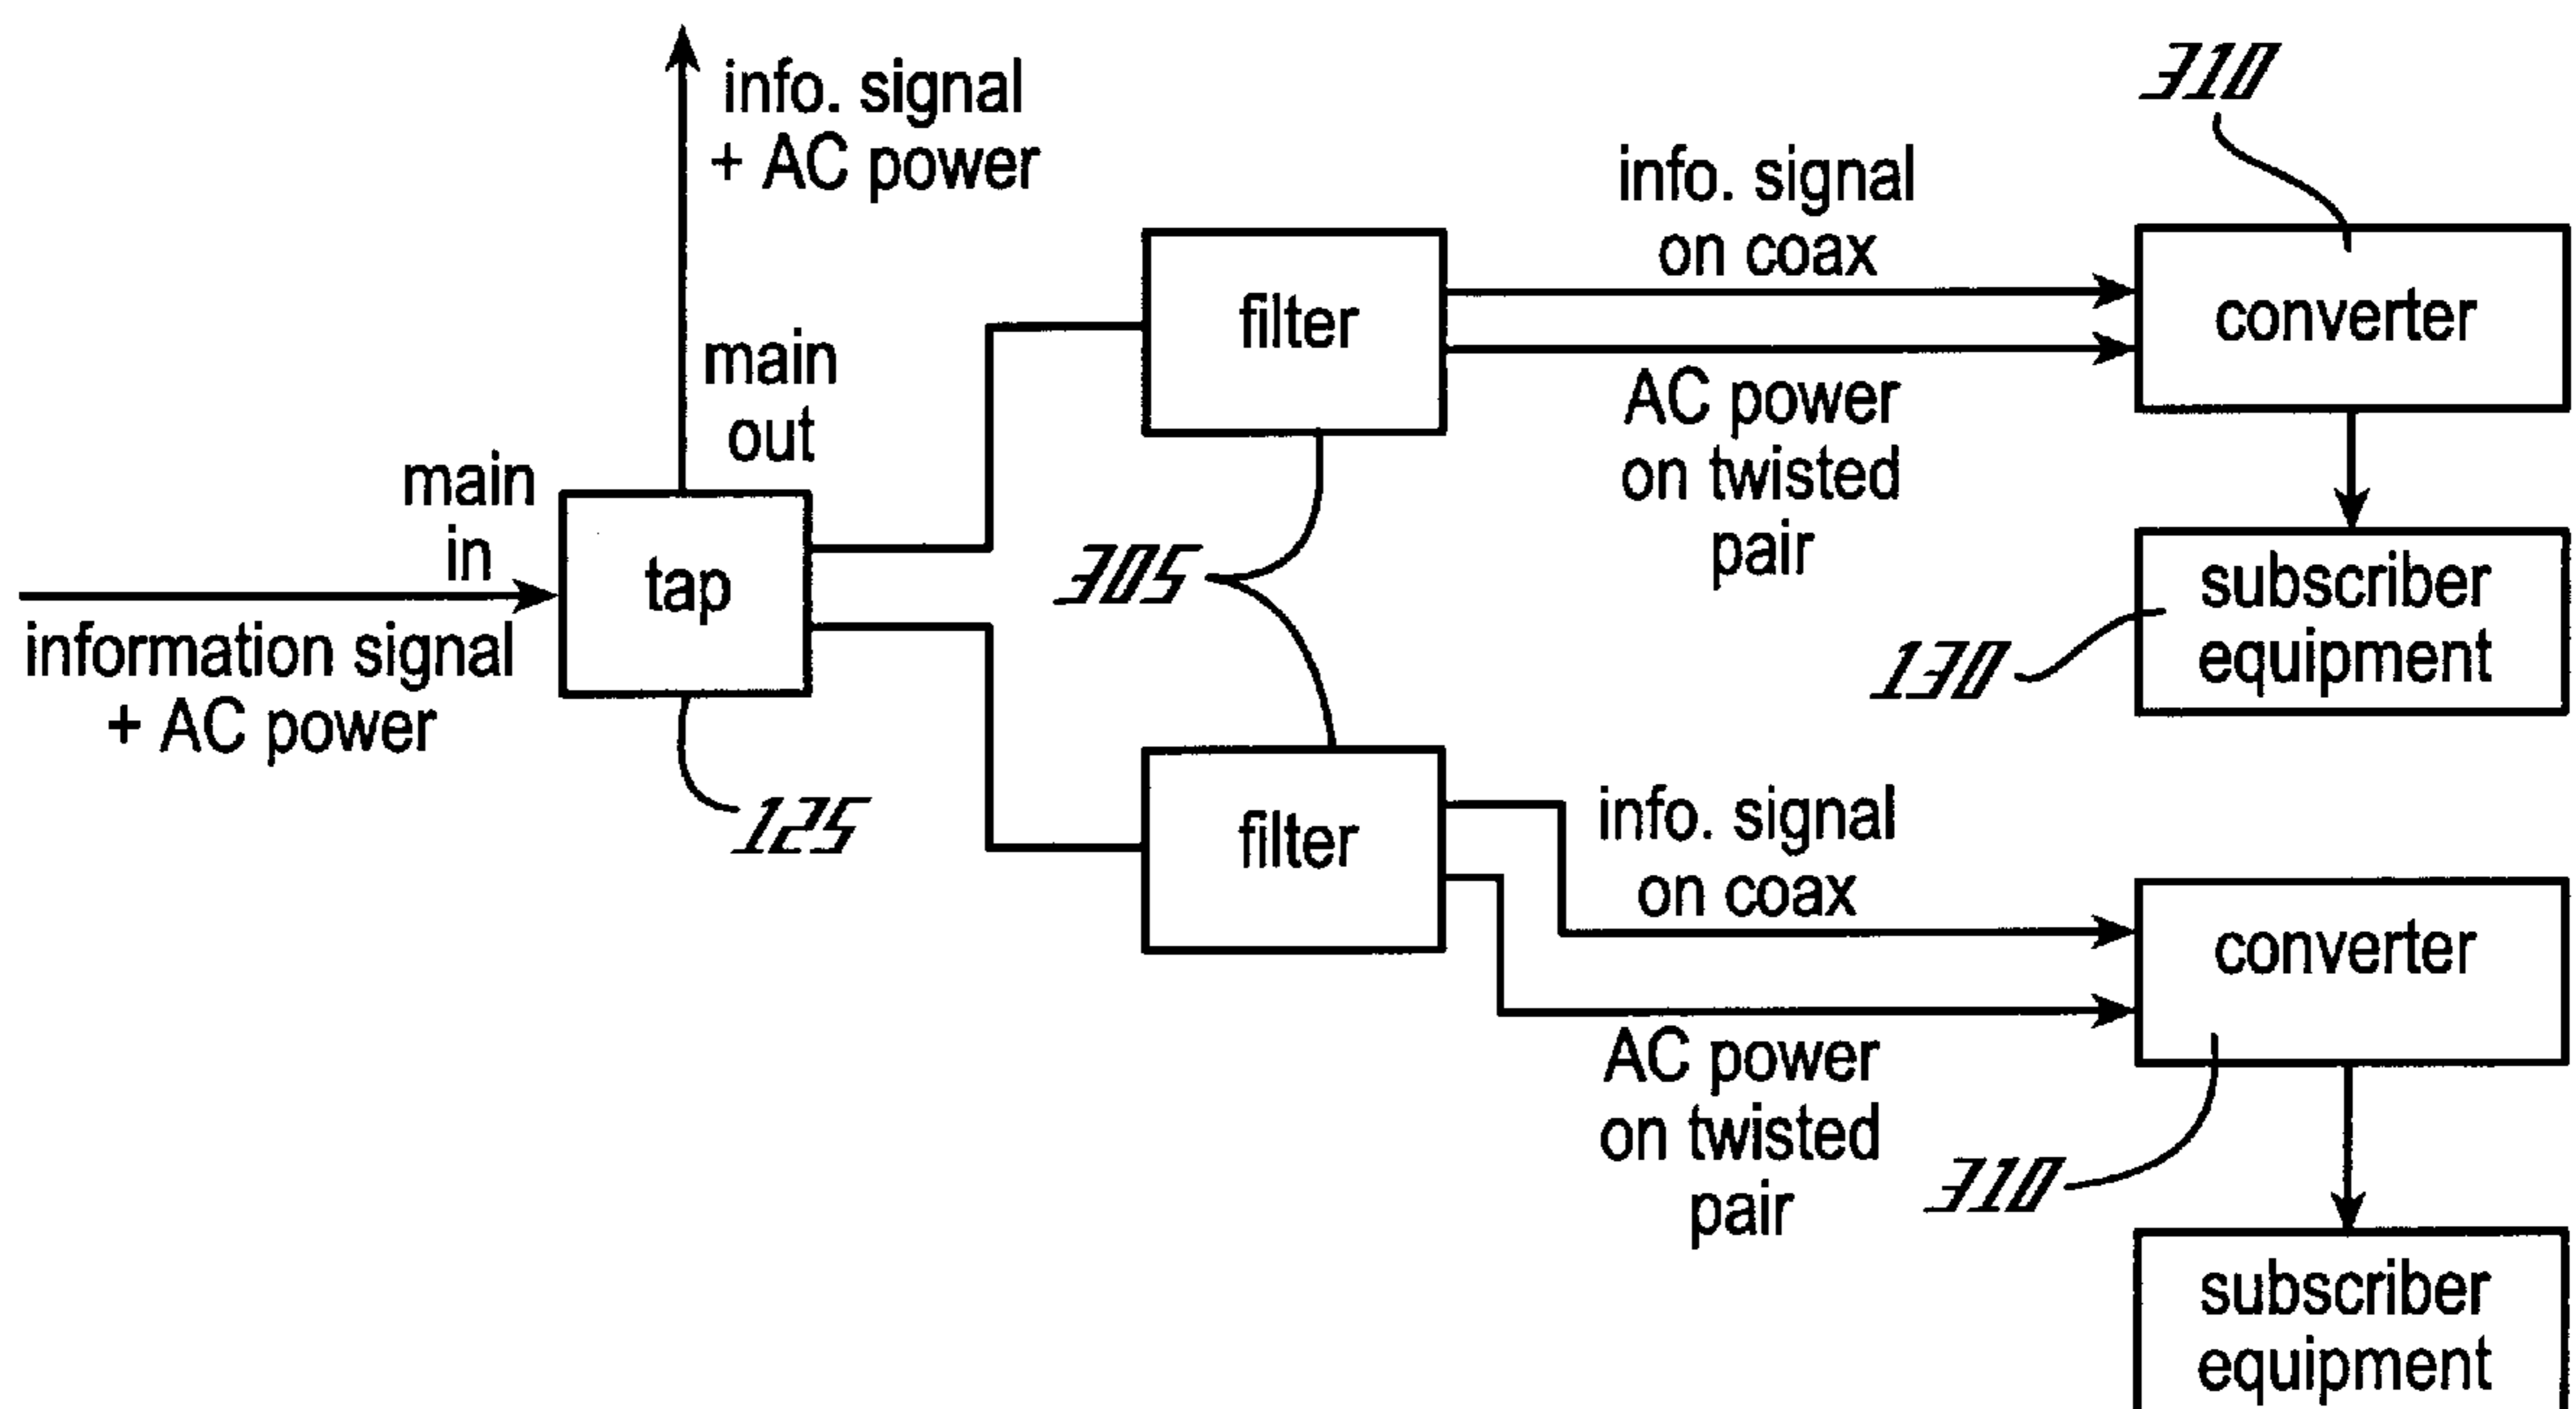 info. signal
+ AC power
main
out
main
in
information signal
+ AC power
tap
125
filter
305
filter
info. signal
on coax
AC power
on twisted
pair
310
converter
subscriber
equipment
130
info. signal
on coax
AC power
on twisted
pair
converter
310
subscriber
equipment